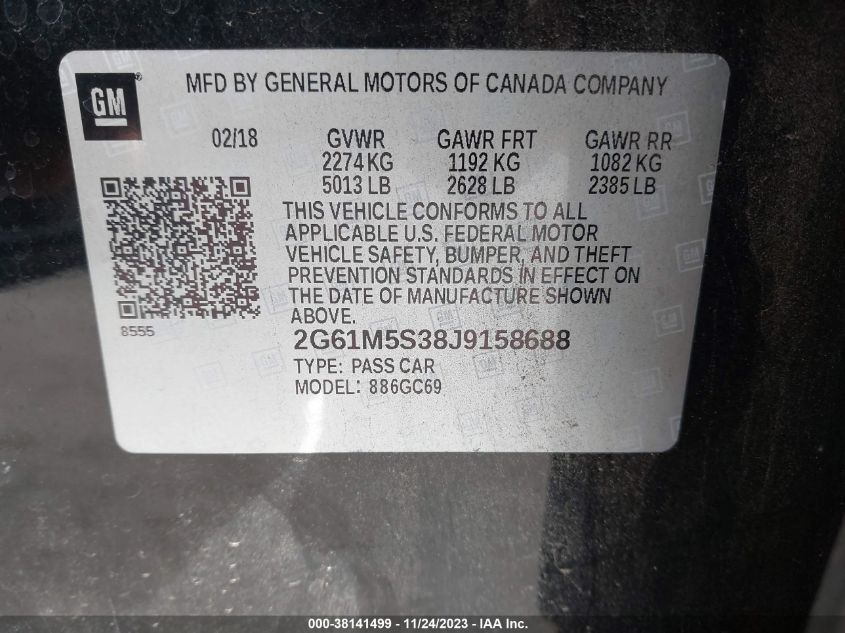 GM
MFD BY GENERAL MOTORS OF CANADA COMPANY
02/18 GVWR GAWR FRT GAWR RR
2274 KG 1192 KG 1082 KG
5013 LB 2628 LB 2385 LB
THIS VEHICLE CONFORMS TO ALL
APPLICABLE U.S. FEDERAL MOTOR
VEHICLE SAFETY, BUMPER, AND THEFT
PREVENTION STANDARDS IN EFFECT ON
THE DATE OF MANUFACTURE SHOWN
ABOVE.
8555
2G61M5S38J9158688
TYPE: PASS CAR
MODEL: 886GC69
000-38141499 - 11/24/2023 - IAA Inc.